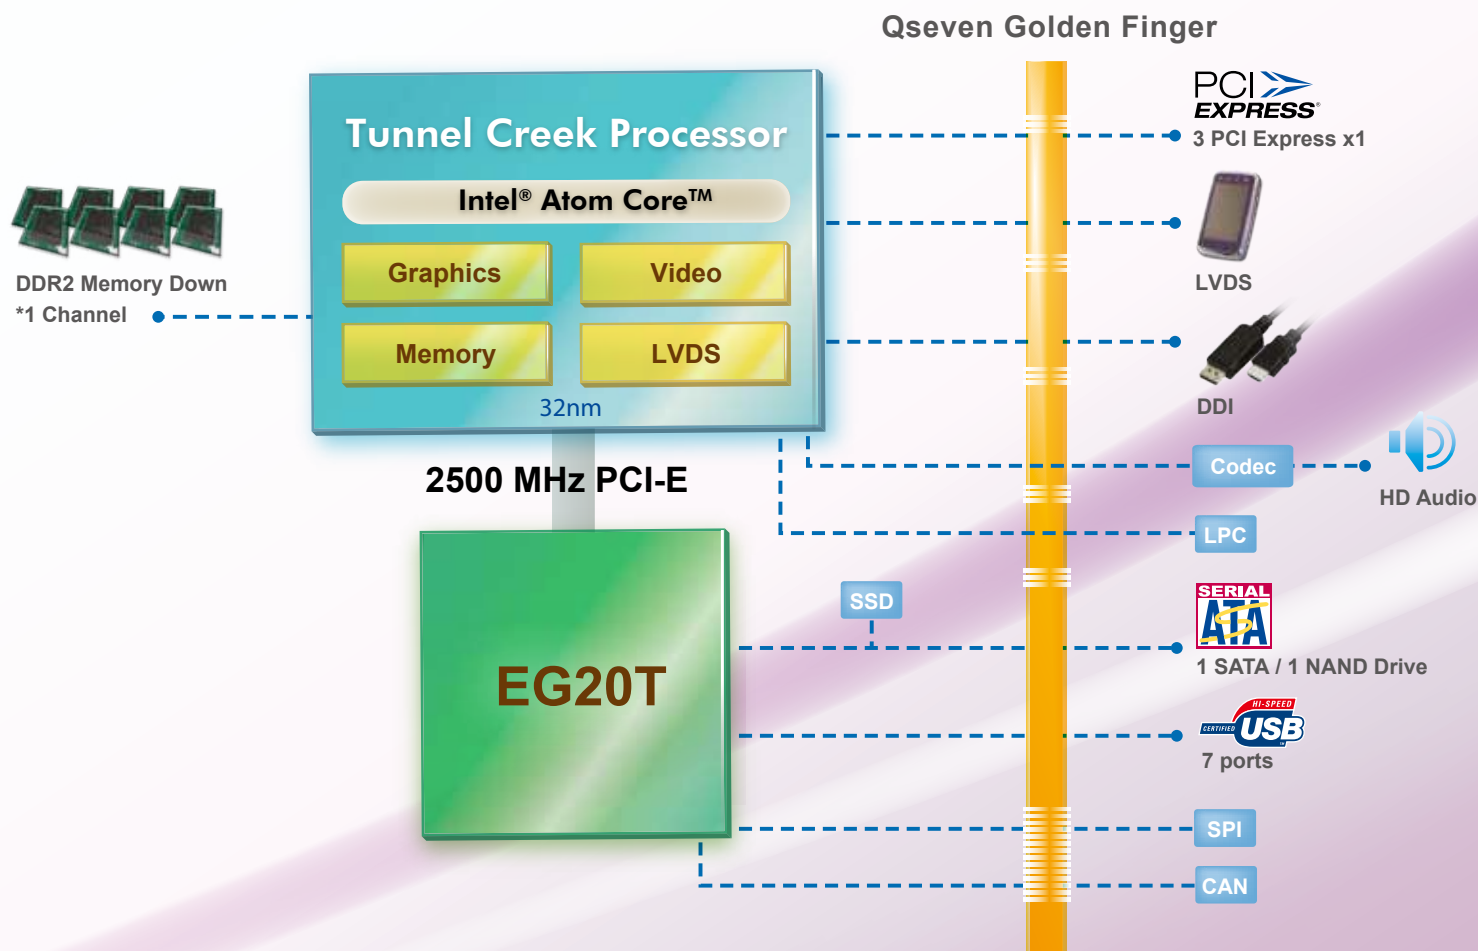 Qseven Golden Finger
PCI
EXPRESS®
3 PCI Express x1
Tunnel Creek Processor
Intel® Atom Core™
Graphics
Video
Memory
LVDS
32nm
DDR2 Memory Down
*1 Channel
LVDS
DDI
Codec
HD Audio
2500 MHz PCI-E
LPC
SSD
SERIAL
ATA
1 SATA / 1 NAND Drive
EG20T
HI-SPEED
CERTIFIED USB
7 ports
SPI
CAN